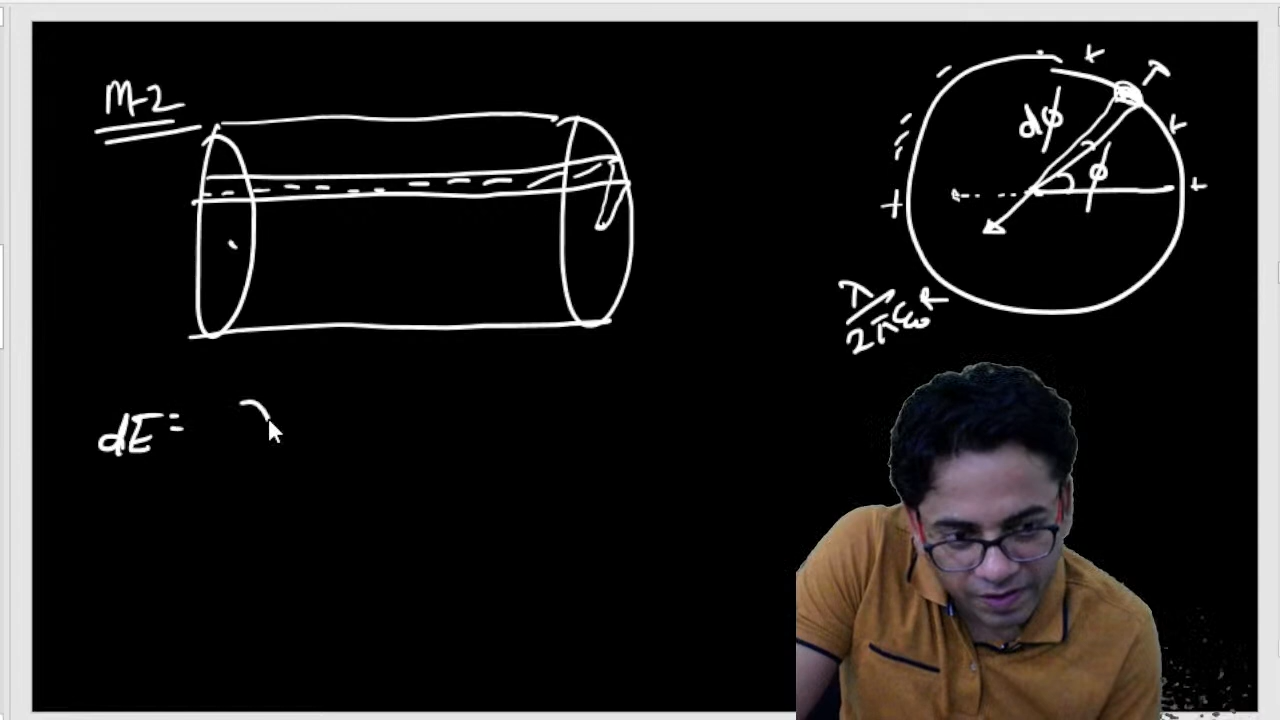 M-2
dφ
φ
λ/2πε₀R
dE =